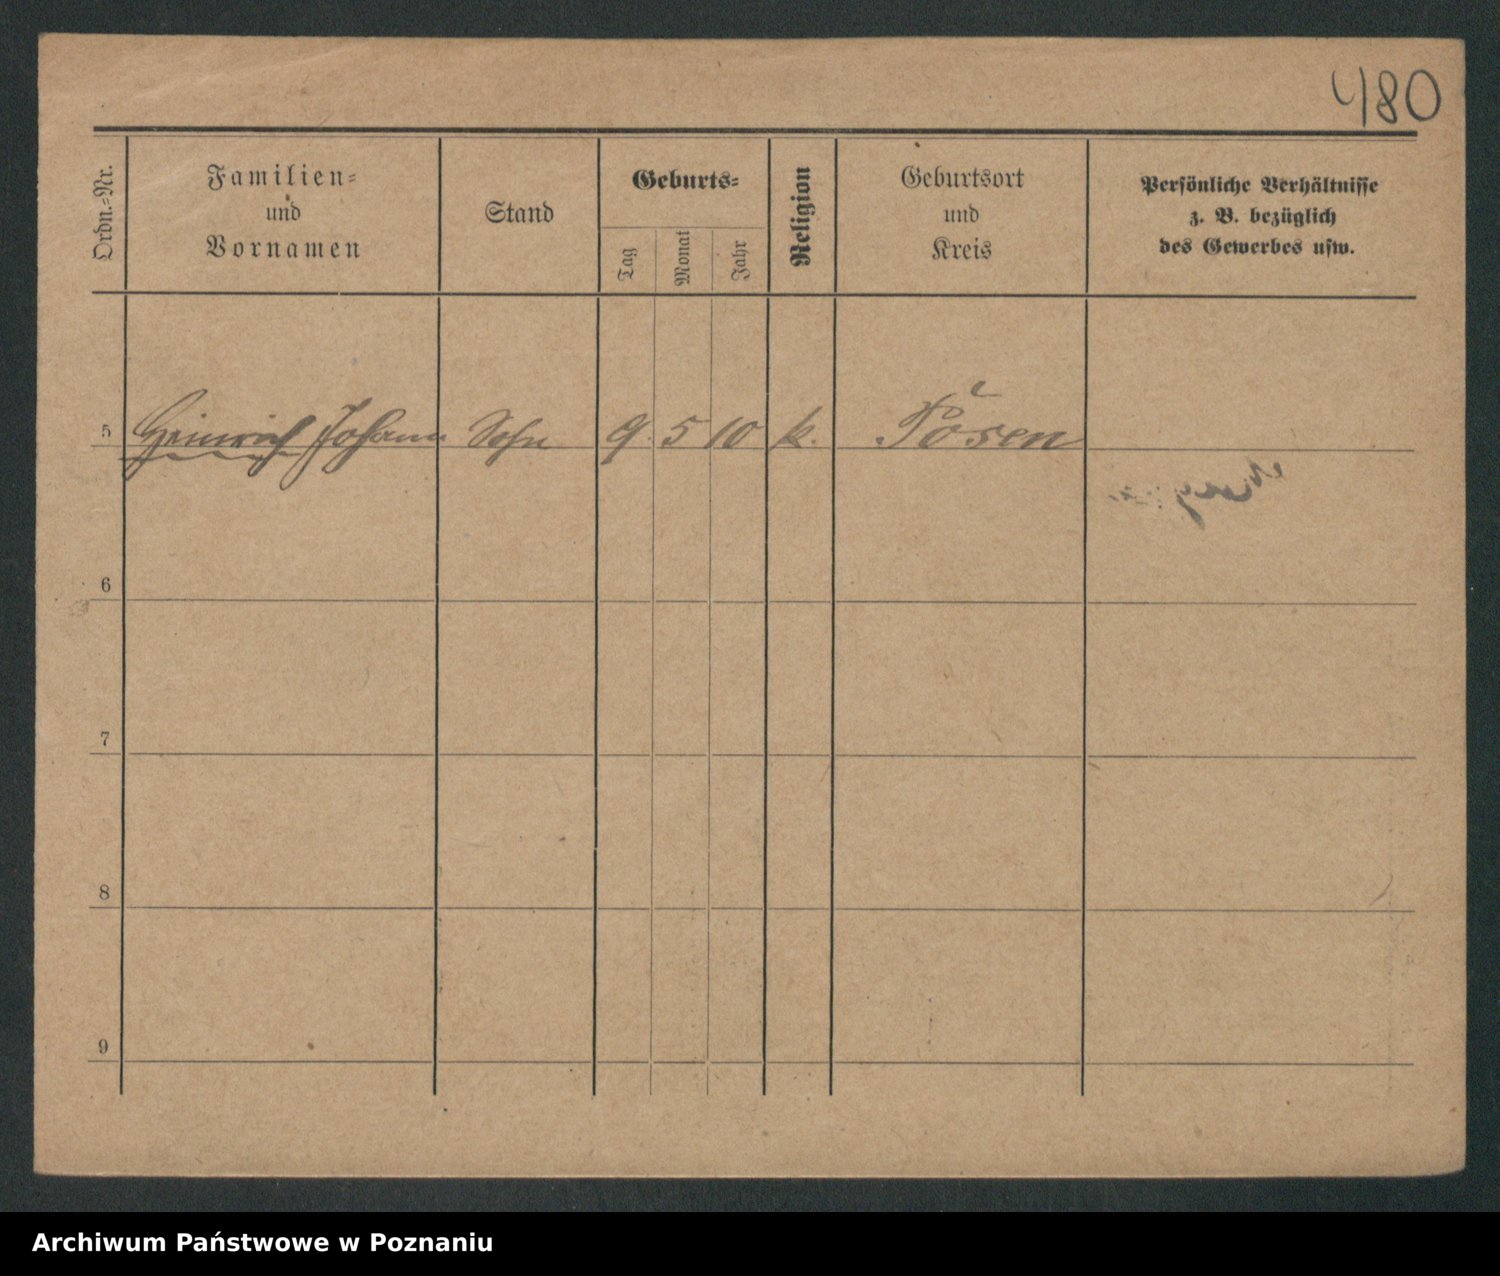 480
Ordn.-Nr.
Familien-
und
Vornamen
Stand
Geburts-
Tag
Monat
Jahr
Religion
Geburtsort
und
Kreis
Persönliche Verhältnisse
z. B. bezüglich
des Gewerbes usw.
5 Heinrich Johann Sohn 9. 5 10 k. Posen
6
7
8
9
Archiwum Państwowe w Poznaniu